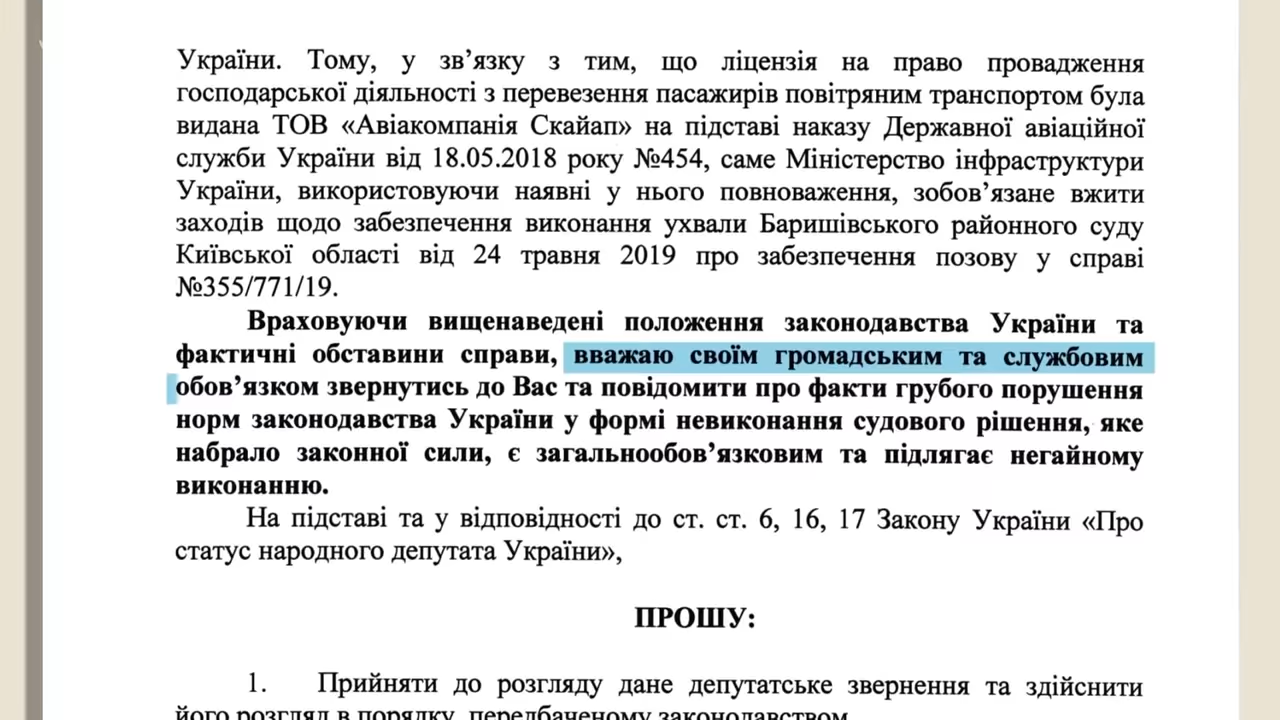 України. Тому, у зв’язку з тим, що ліцензія на право провадження
господарської діяльності з перевезення пасажирів повітряним транспортом була
видана ТОВ «Авіакомпанія Скайап» на підставі наказу Державної авіаційної
служби України від 18.05.2018 року №454, саме Міністерство інфраструктури
України, використовуючи наявні у нього повноваження, зобов’язане вжити
заходів щодо забезпечення виконання ухвали Баришівського районного суду
Київської області від 24 травня 2019 про забезпечення позову у справі
№355/771/19.
Враховуючи вищенаведені положення законодавства України та
фактичні обставини справи, вважаю своїм громадським та службовим
обов’язком звернутись до Вас та повідомити про факти грубого порушення
норм законодавства України у формі невиконання судового рішення, яке
набрало законної сили, є загальнообов’язковим та підлягає негайному
виконанню.
На підставі та у відповідності до ст. ст. 6, 16, 17 Закону України «Про
статус народного депутата України»,
ПРОШУ:
1. Прийняти до розгляду дане депутатське звернення та здійснити
його розгляд в порядку, передбаченому законодавством